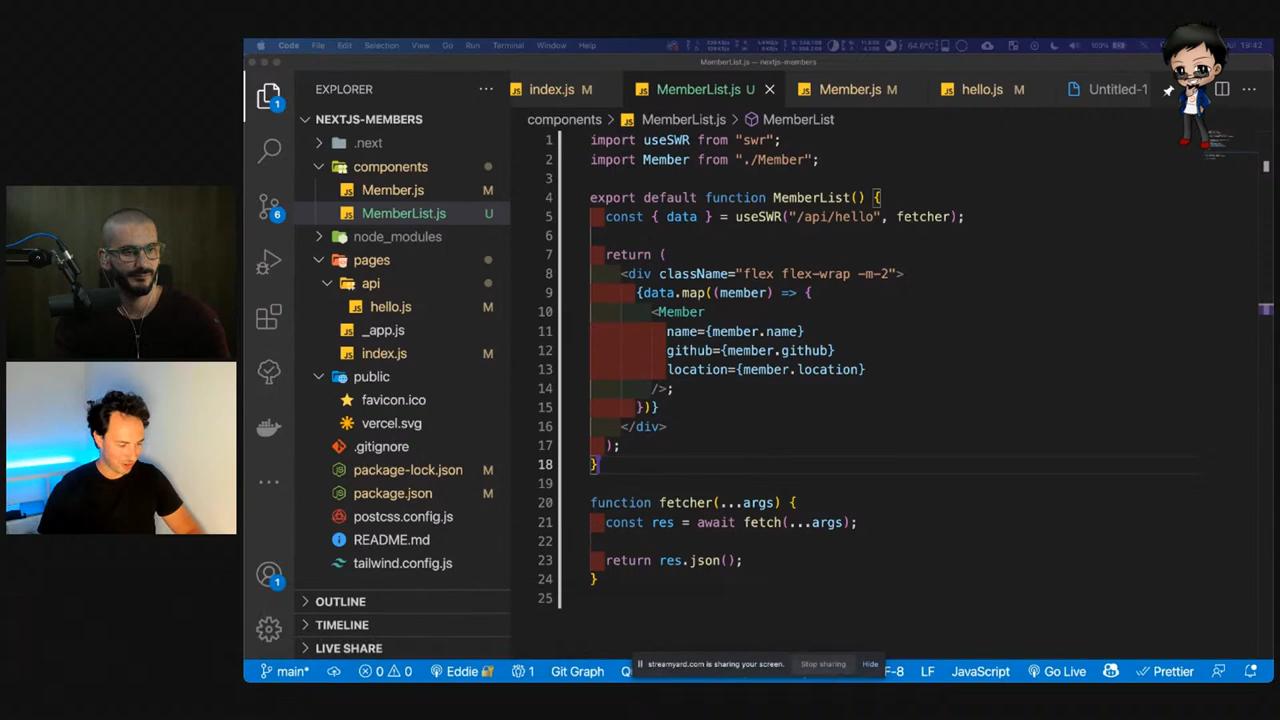 Code File Edit Selection View Go Run Terminal Window Help
MemberList.js — nextjs-members
EXPLORER
index.js M
MemberList.js U
Member.js M
hello.js M
Untitled-1
components > MemberList.js > MemberList
NEXTJS-MEMBERS
.next
components
Member.js M
MemberList.js U
node_modules
pages
api
hello.js M
_app.js
index.js M
public
favicon.ico
vercel.svg
.gitignore
package-lock.json M
package.json M
postcss.config.js
README.md
tailwind.config.js
OUTLINE
TIMELINE
LIVE SHARE
1
6
1
1 import useSWR from "swr";
2 import Member from "./Member";
3
4 export default function MemberList() {
5 const { data } = useSWR("/api/hello", fetcher);
6
7 return (
8 <div className="flex flex-wrap -m-2">
9 {data.map((member) => {
10 <Member
11 name={member.name}
12 github={member.github}
13 location={member.location}
14 />;
15 })}
16 </div>
17 );
18 }
19
20 function fetcher(...args) {
21 const res = await fetch(...args);
22
23 return res.json();
24 }
25
streamyard.com is sharing your screen. Stop sharing Hide
main* 0 0 Eddie 1 Git Graph F-8 LF JavaScript Go Live Prettier